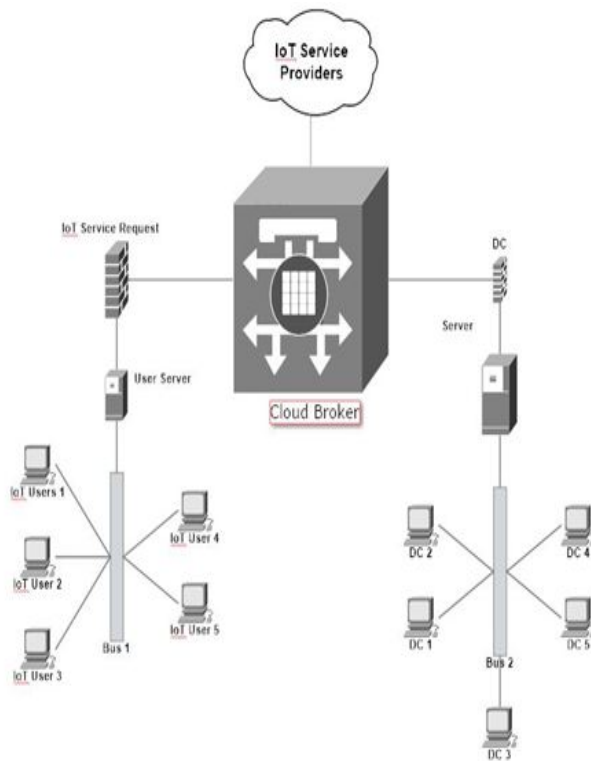 IoT Service
Providers
IoT Service Request
DC
Server
User Server
Cloud Broker
IoT Users 1
IoT User 4
IoT User 2
IoT User 5
Bus 1
IoT User 3
DC 2
DC 4
DC 1
DC 5
Bus 2
DC 3